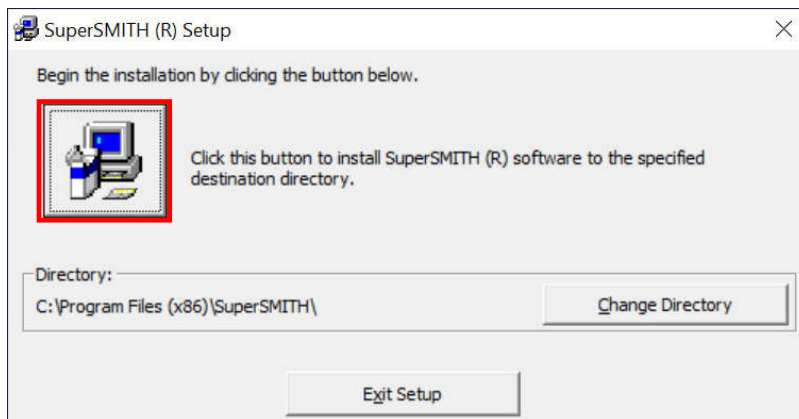 SuperSMITH (R) Setup
Begin the installation by clicking the button below.
Click this button to install SuperSMITH (R) software to the specified
destination directory.
Directory:
C:\Program Files (x86)\SuperSMITH\
Change Directory
Exit Setup